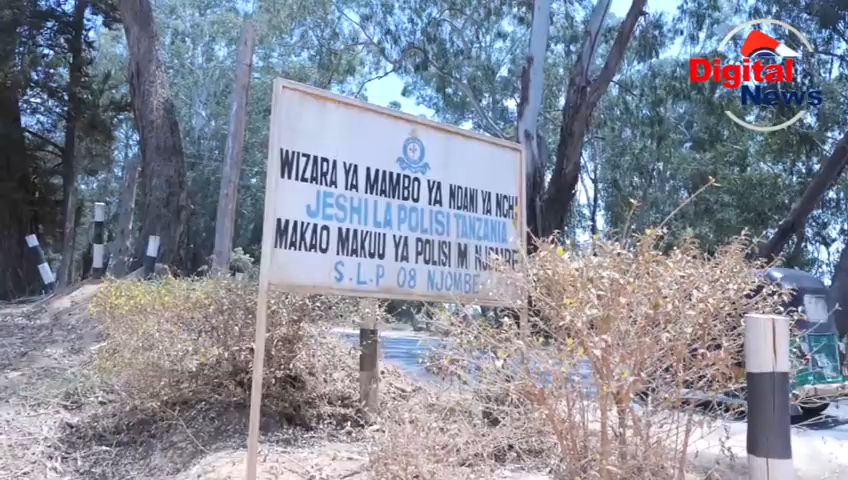 Digital
News
WIZARA YA MAMBO YA NDANI YA NCHI
JESHI LA POLISI TANZANIA
MAKAO MAKUU YA POLISI M NJOMBE
S.L.P 08 NJOMBE